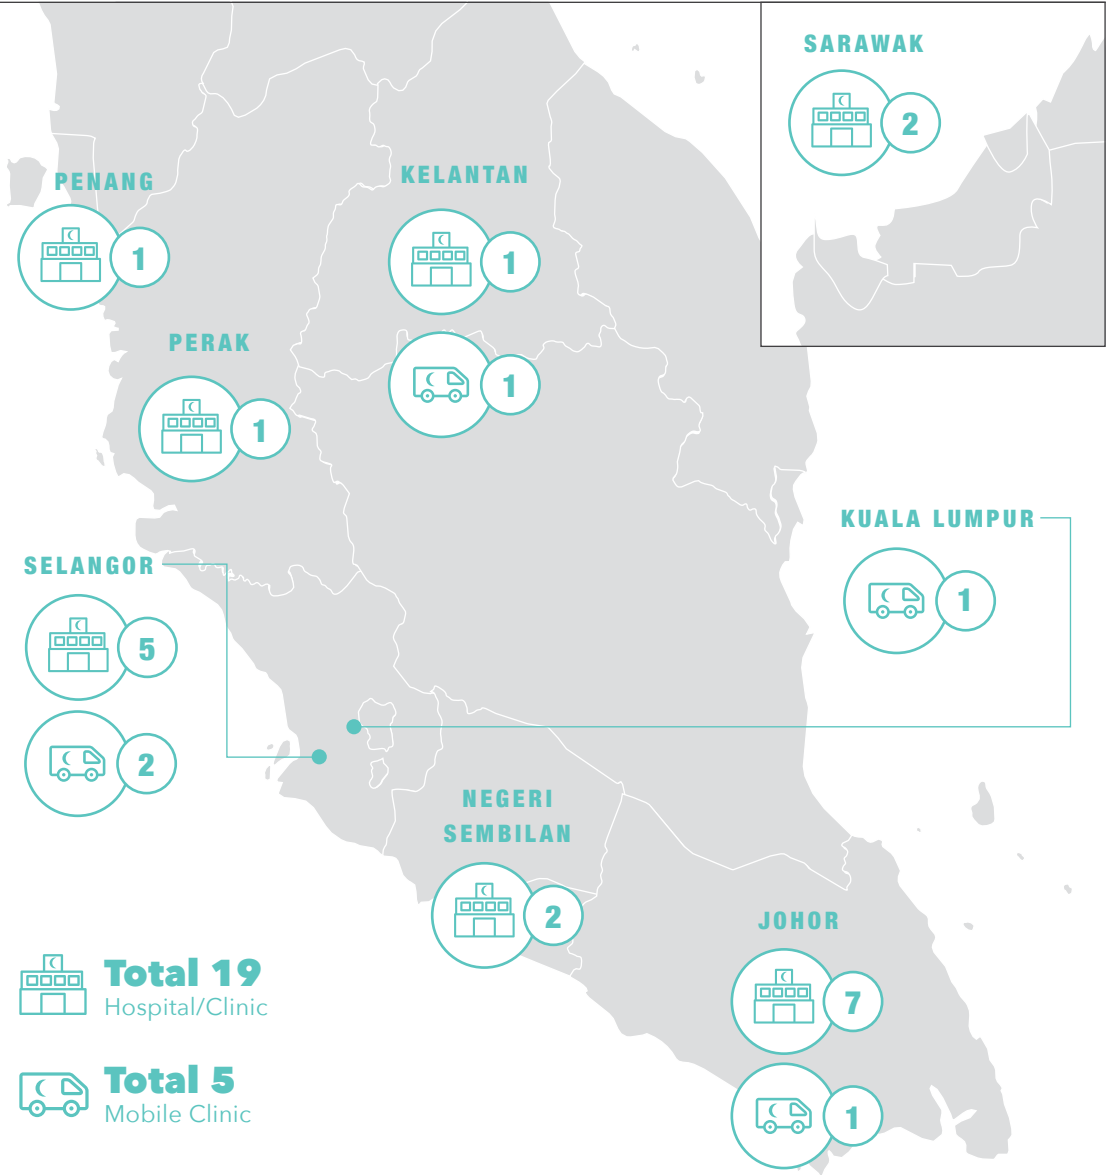 SARAWAK
2
PENANG
1
KELANTAN
1
1
PERAK
1
KUALA LUMPUR
1
SELANGOR
5
2
NEGERI
SEMBILAN
2
JOHOR
7
1
Total 19
Hospital/Clinic
Total 5
Mobile Clinic